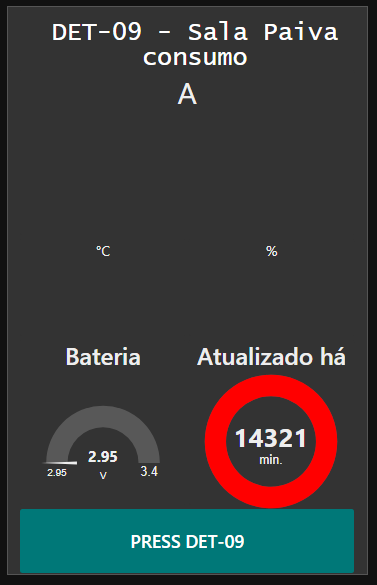 DET-09 - Sala Paiva
consumo
A
°C
%
Bateria
Atualizado há
2.95
V
2.95
3.4
14321
min.
PRESS DET-09